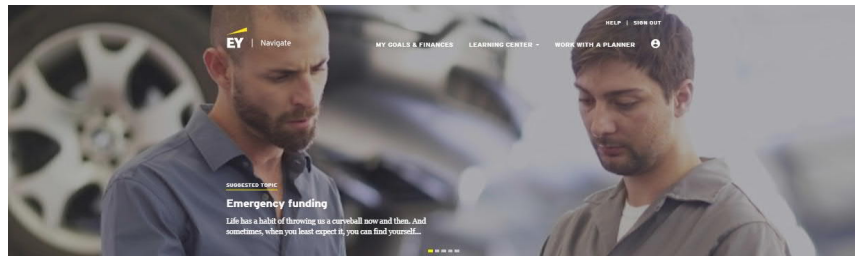 HELP | SIGN OUT
EY | Navigate
MY GOALS & FINANCES LEARNING CENTER WORK WITH A PLANNER
SUGGESTED TOPIC
Emergency funding
Life has a habit of throwing us a curveball now and then. And
sometimes, when you least expect it, you can find yourself...